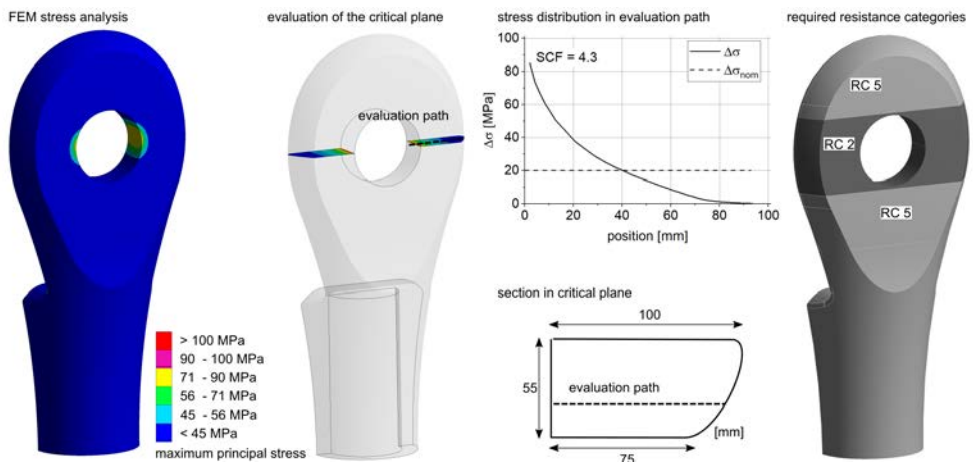 FEM stress analysis
> 100 MPa
90 - 100 MPa
71 - 90 MPa
56 - 71 MPa
45 - 56 MPa
< 45 MPa
maximum principal stress
evaluation of the critical plane
evaluation path
stress distribution in evaluation path
SCF = 4.3
Δσ
Δσnom
Δσ [MPa]
100
80
60
40
20
0
0 20 40 60 80 100
position [mm]
section in critical plane
100
55
evaluation path
[mm]
75
required resistance categories
RC 5
RC 2
RC 5